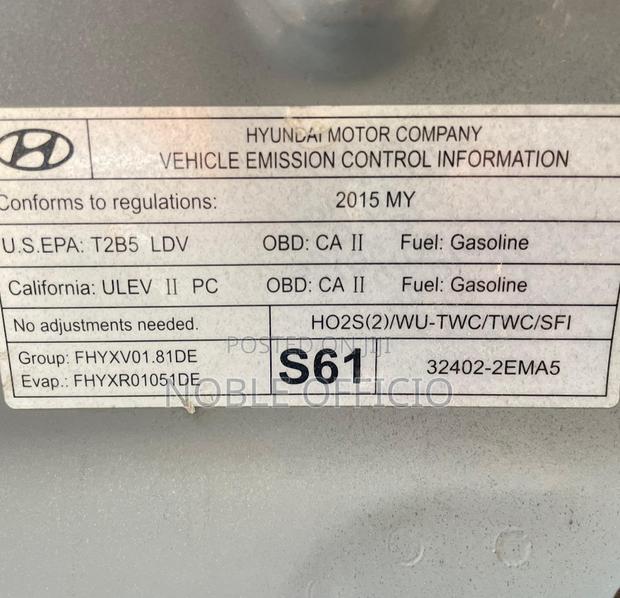 HYUNDAI MOTOR COMPANY
VEHICLE EMISSION CONTROL INFORMATION
Conforms to regulations: 2015 MY
U.S.EPA: T2B5 LDV OBD: CA II Fuel: Gasoline
California: ULEV II PC OBD: CA II Fuel: Gasoline
No adjustments needed. HO2S(2)/WU-TWC/TWC/SFI
Group: FHYXV01.81DE
Evap.: FHYXR01051DE
S61
32402-2EMA5
POSTED ON JIJI
NOBLE OFFICIO